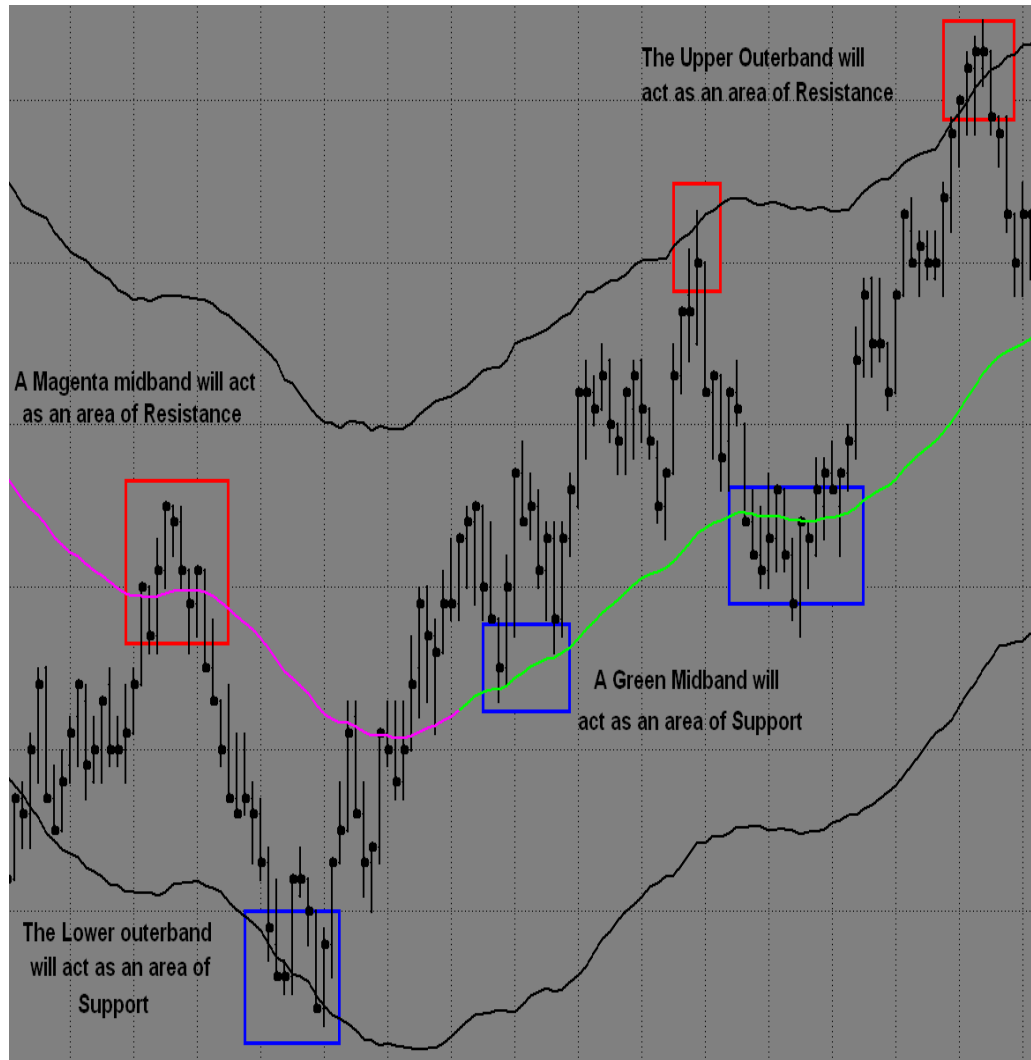 The Upper Outerband will
act as an area of Resistance
A Magenta midband will act
as an area of Resistance
A Green Midband will
act as an area of Support
The Lower outerband
will act as an area of
Support